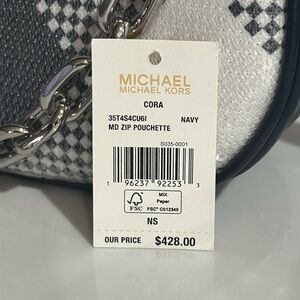 MICHAEL
MICHAEL KORS
CORA
35T4S4CU6I NAVY
MD ZIP POUCHETTE
S035-0001
1 96237 92253 3
FSC
MIX
Paper
FSC® C012345
NS
OUR PRICE $428.00